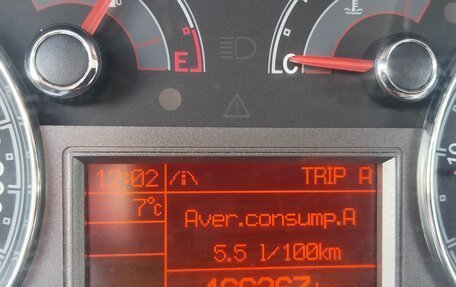 E
C
12:02 TRIP A
7°c
Aver.consump.A
5.5 l/100km